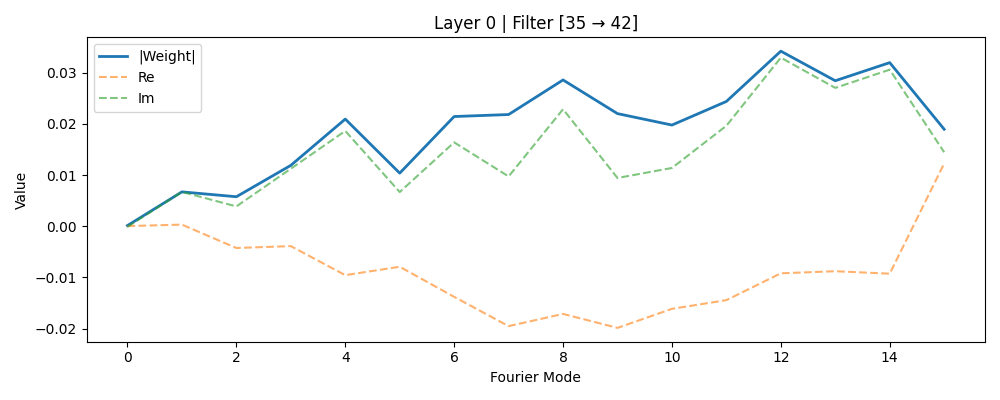 Layer 0 | Filter [35 → 42]
|Weight|
Re
Im
Value
0.03
0.02
0.01
0.00
−0.01
−0.02
0 2 4 6 8 10 12 14
Fourier Mode